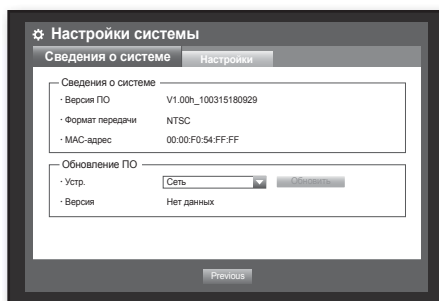 Настройки системы
Сведения о системе Настройки
Сведения о системе
· Версия ПО V1.00h_100315180929
· Формат передачи NTSC
· MAC-адрес 00:00:F0:54:FF:FF
Обновление ПО
· Устр. Сеть Обновить
· Версия Нет данных
Previous